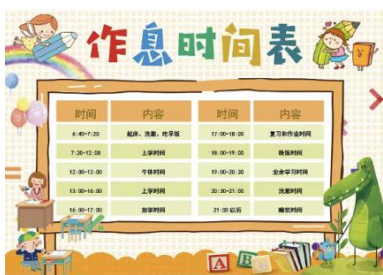 作息时间表
时间 内容 时间 内容
6:40-7:20 起床、洗漱、吃早饭 17:00-18:00 复习和作业时间
7:20-12:00 上学时间 18:00-19:00 晚饭时间
12:00-13:00 午休时间 19:00-20:30 业余学习时间
13:00-16:00 上学时间 20:30-21:00 洗漱时间
16:00-17:00 放学时间 21:00以后 睡觉时间
A B